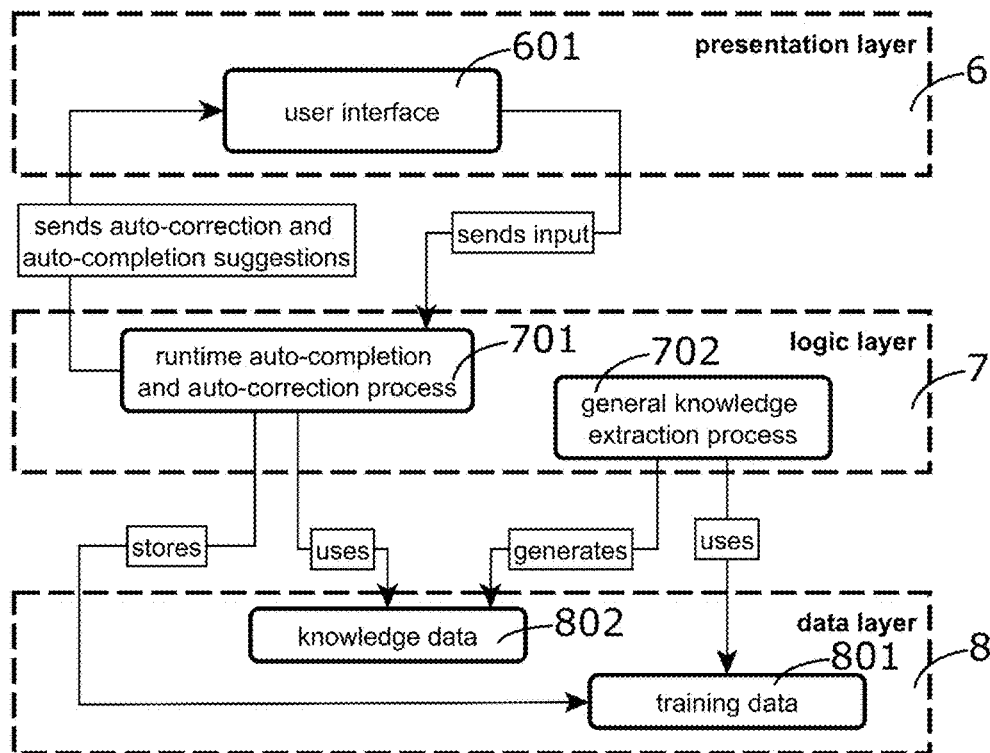 presentation layer
601
6
user interface
sends auto-correction and
auto-completion suggestions
sends input
logic layer
701
702
7
runtime auto-completion
and auto-correction process
general knowledge
extraction process
stores
uses
generates
uses
data layer
802
801
8
knowledge data
training data